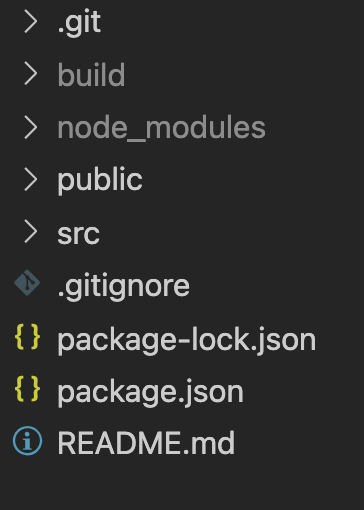 .git
build
node_modules
public
src
.gitignore
{} package-lock.json
{} package.json
README.md